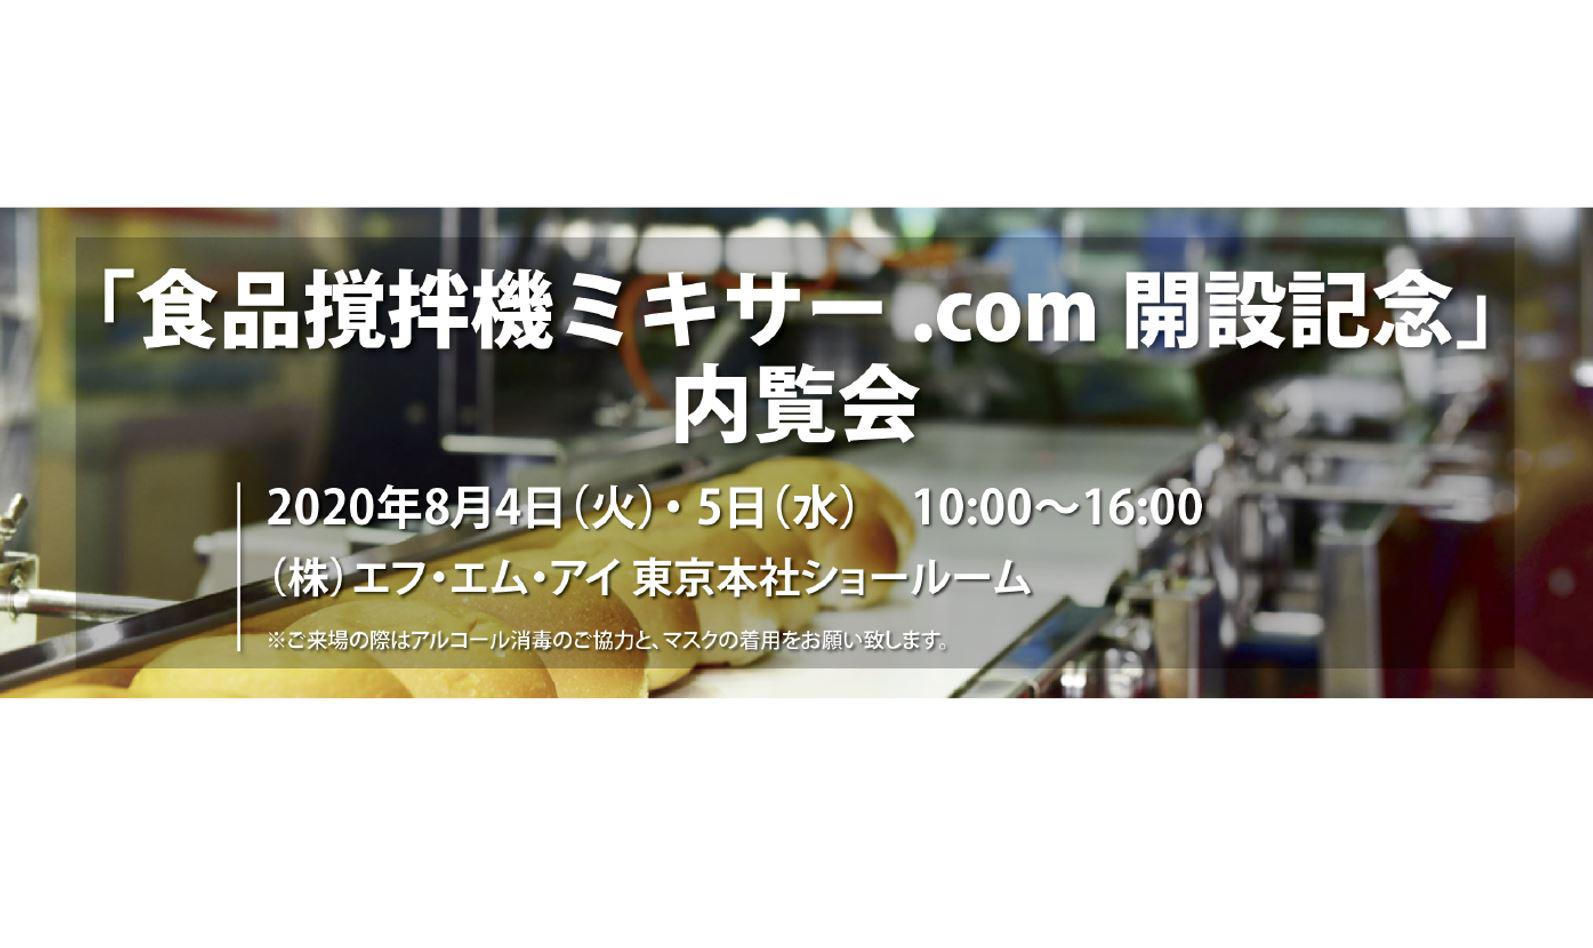 「食品撹拌機ミキサー .com 開設記念」
内覧会
2020年8月4日（火）・5日（水）　10:00～16:00
（株）エフ・エム・アイ 東京本社ショールーム
※ご来場の際はアルコール消毒のご協力と、マスクの着用をお願い致します。